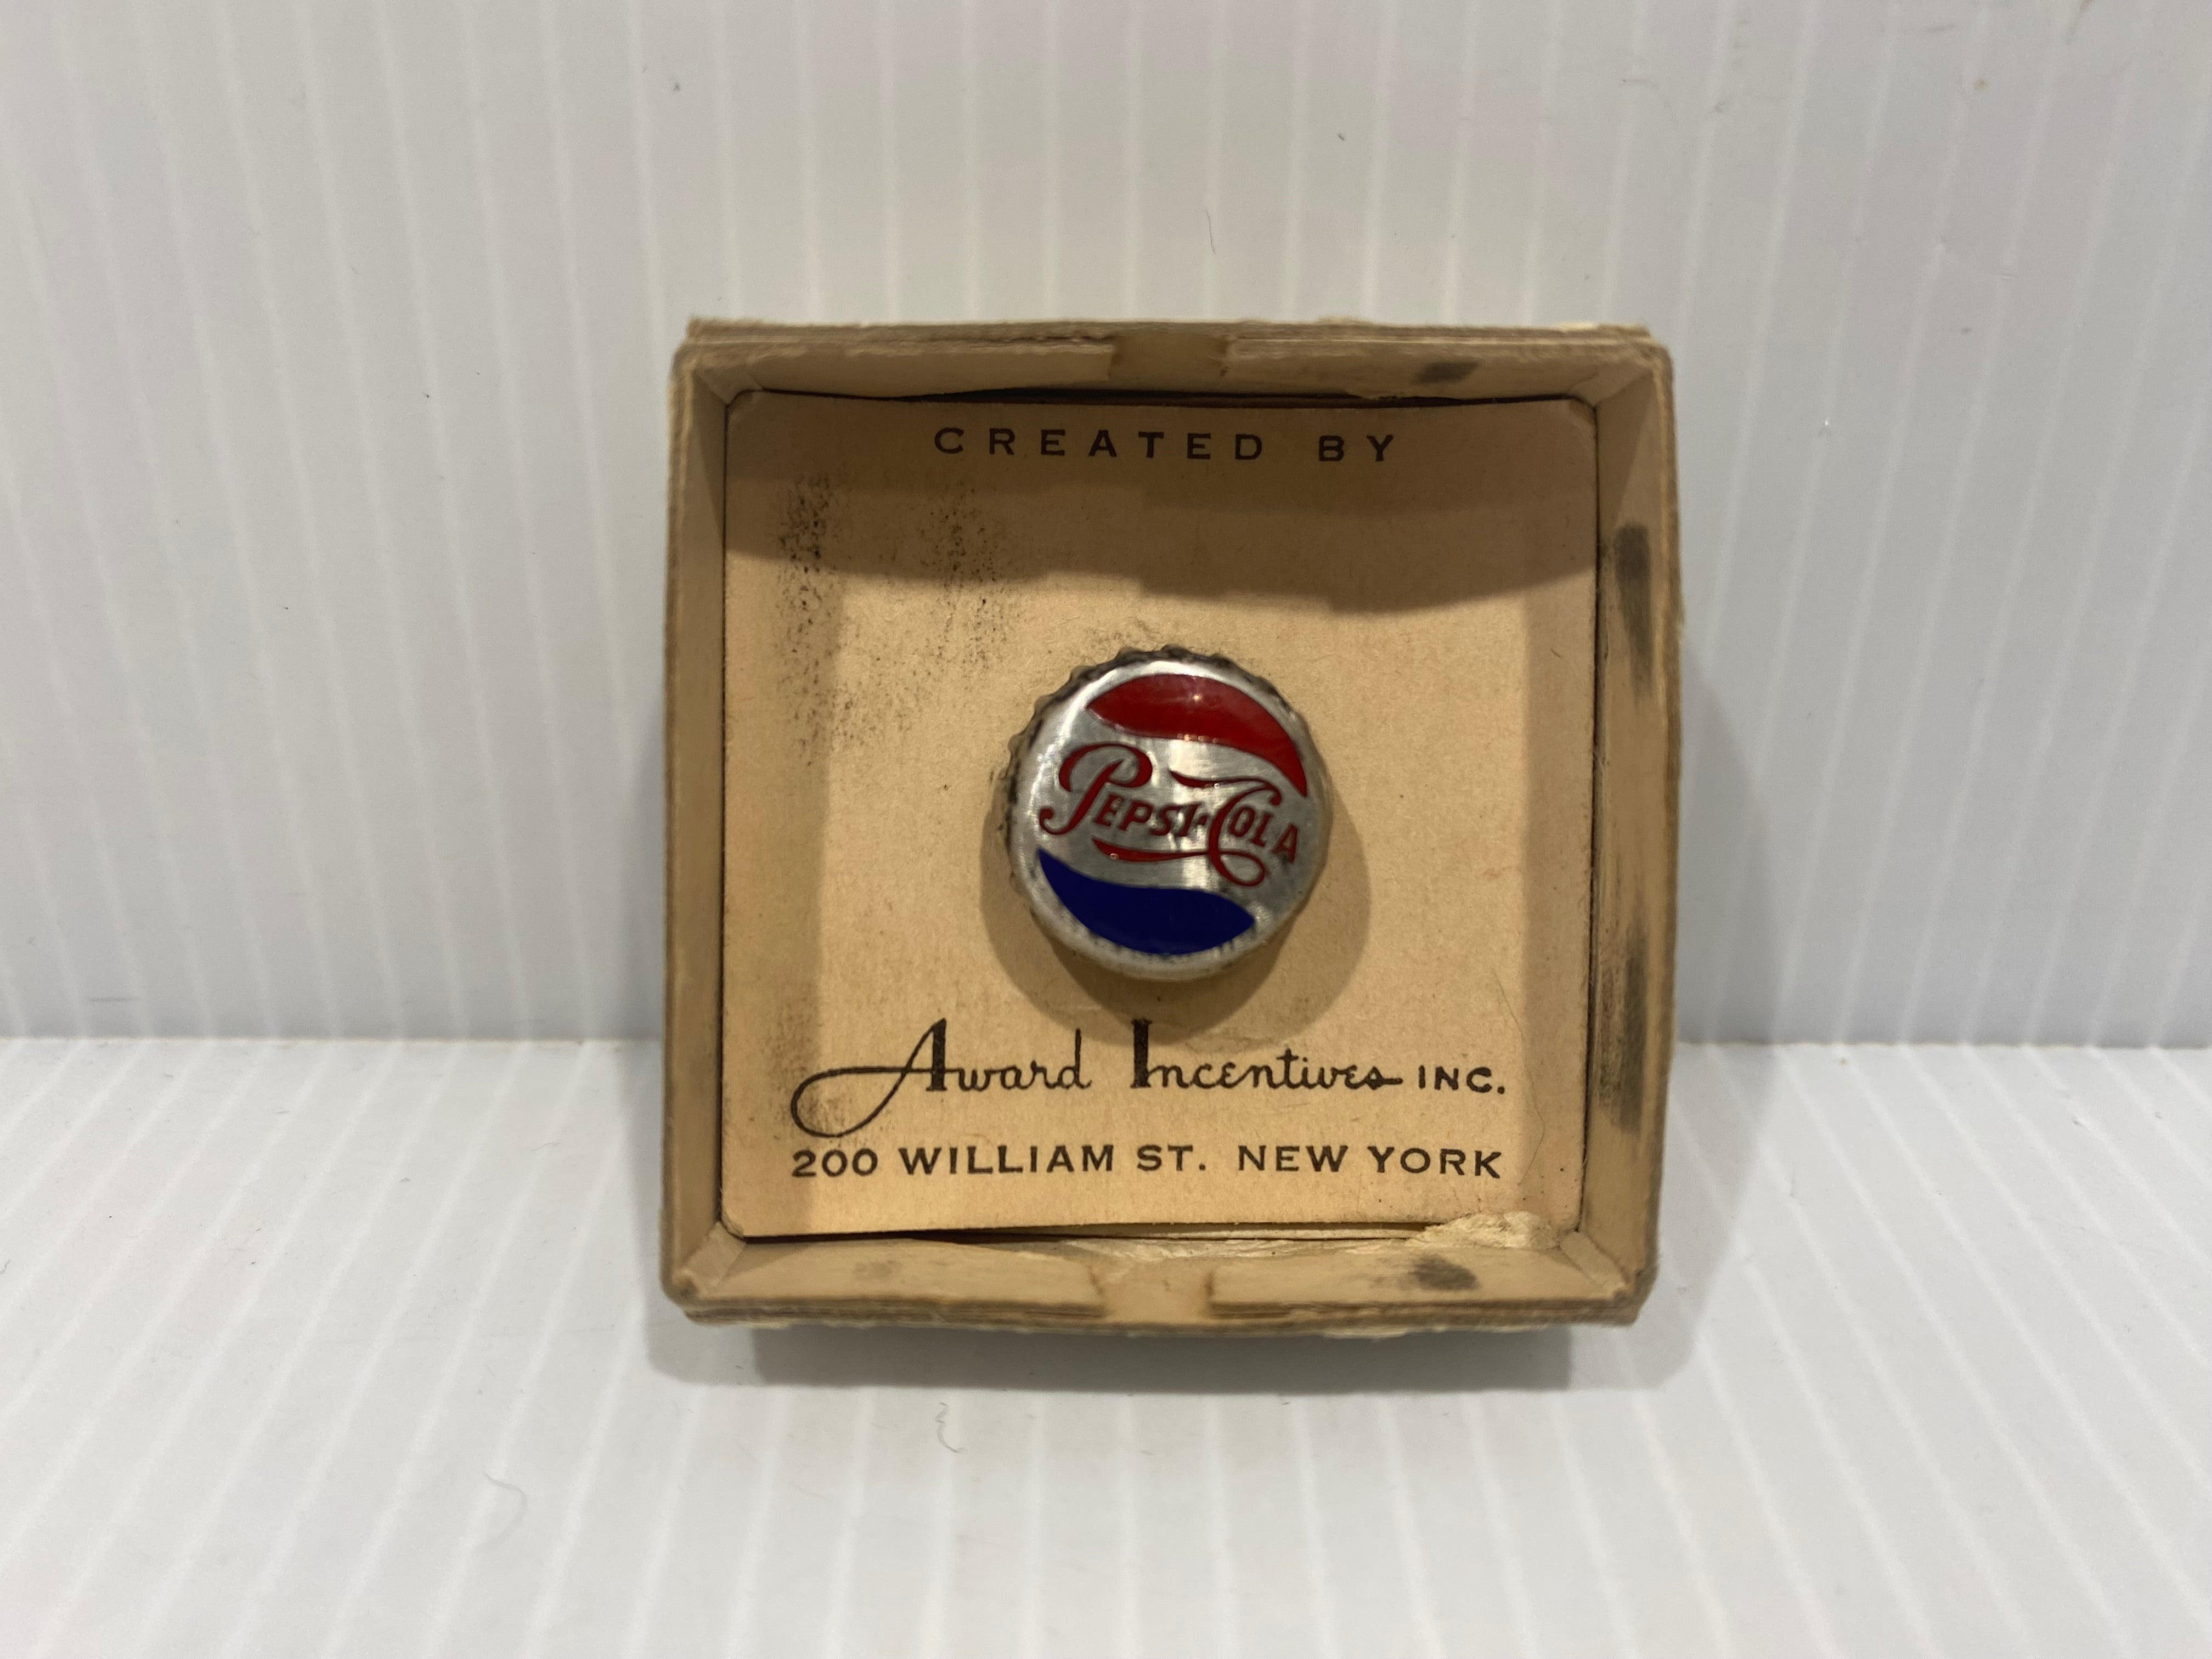 CREATED BY
PEPSI-COLA
Award Incentives INC.
200 WILLIAM ST. NEW YORK